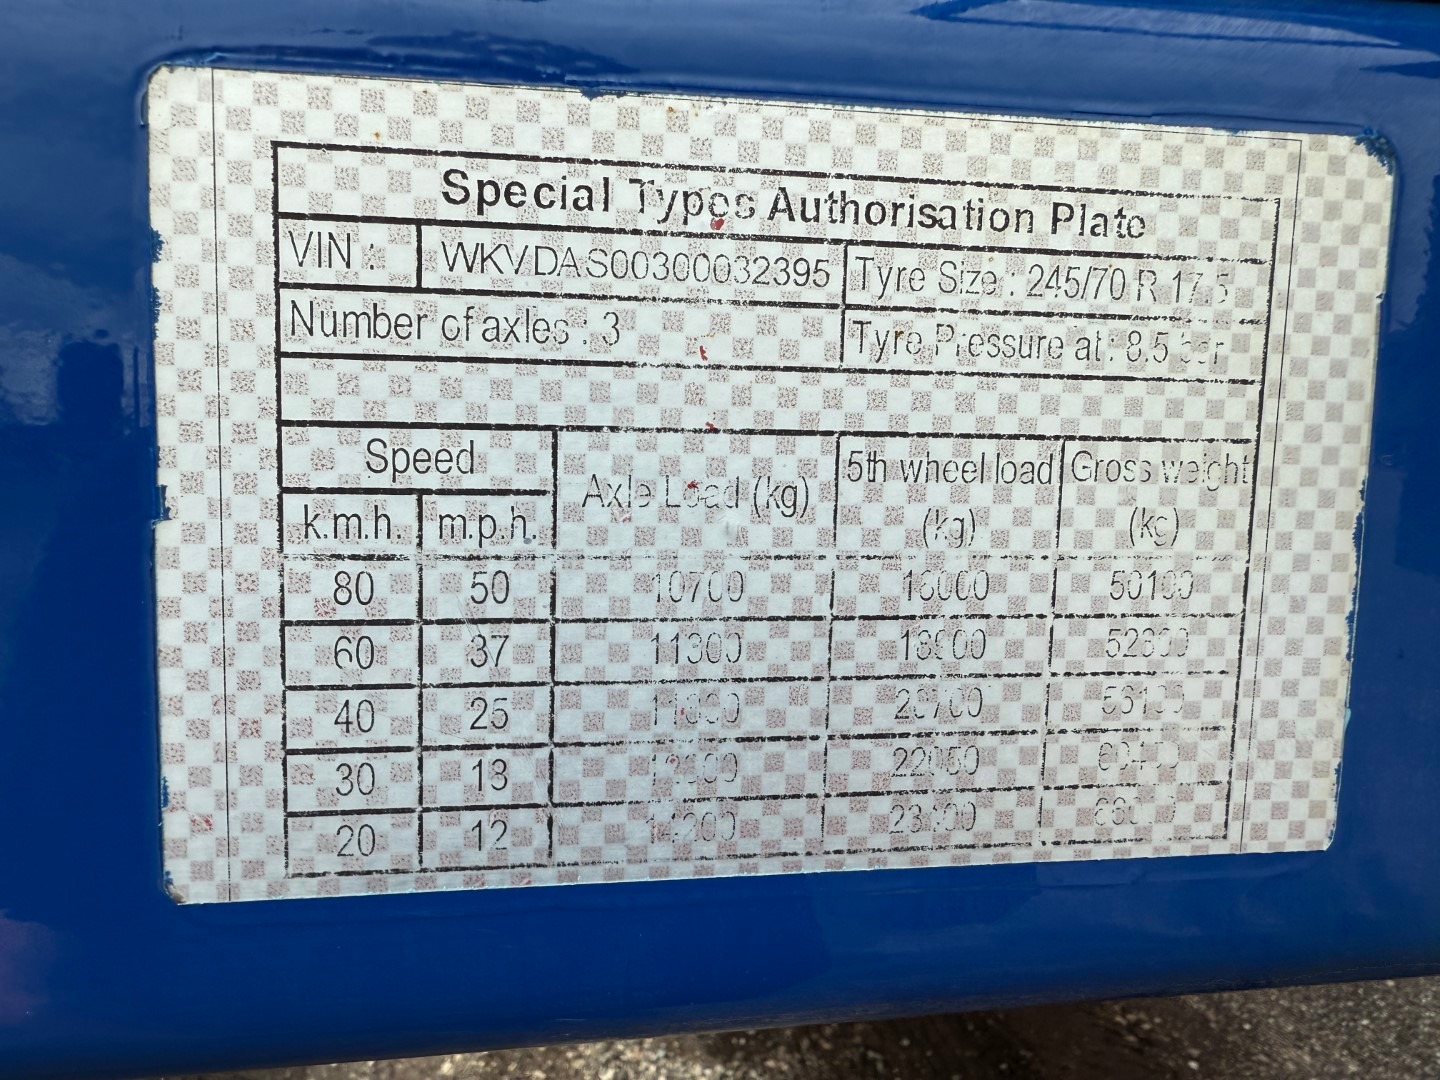 Special Types Authorisation Plate
VIN : WKVDAS00300032395 Tyre Size : 245/70 R 17.5
Number of axles : 3 Tyre Pressure at : 8.5 bar
Speed Axle Load (kg) 5th wheel load (kg) Gross weight (kg)
k.m.h. m.p.h.
80 50 10700 50100
60 37 11300
40 25
30 13
20 12